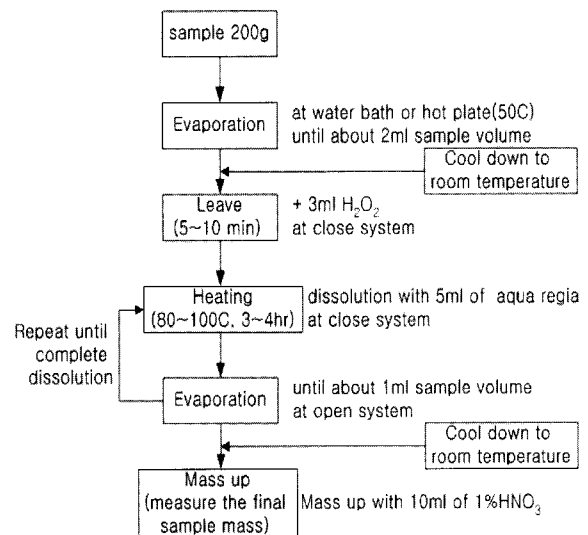 sample 200g
Evaporation
at water bath or hot plate(50C)
until about 2ml sample volume
Cool down to
room temperature
Leave
(5~10 min)
+ 3ml H₂O₂
at close system
Heating
(80~100C, 3~4hr)
dissolution with 5ml of aqua regia
at close system
Repeat until
complete
dissolution
Evaporation
until about 1ml sample volume
at open system
Cool down to
room temperature
Mass up
(measure the final
sample mass)
Mass up with 10ml of 1%HNO₃